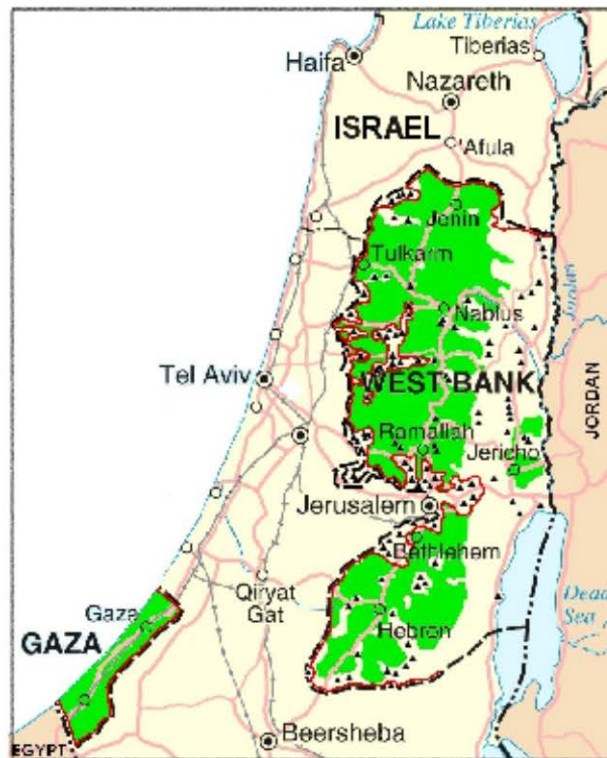 Lake Tiberias
Tiberias
Haifa
Nazareth
ISRAEL
Afula
Jenin
Tulkarm
Nablus
Jordan
Tel Aviv
WEST BANK
JORDAN
Ramallah
Jericho
Jerusalem
Bethlehem
Qiryat
Gat
Dead
Sea
Gaza
GAZA
Hebron
Beersheba
EGYPT